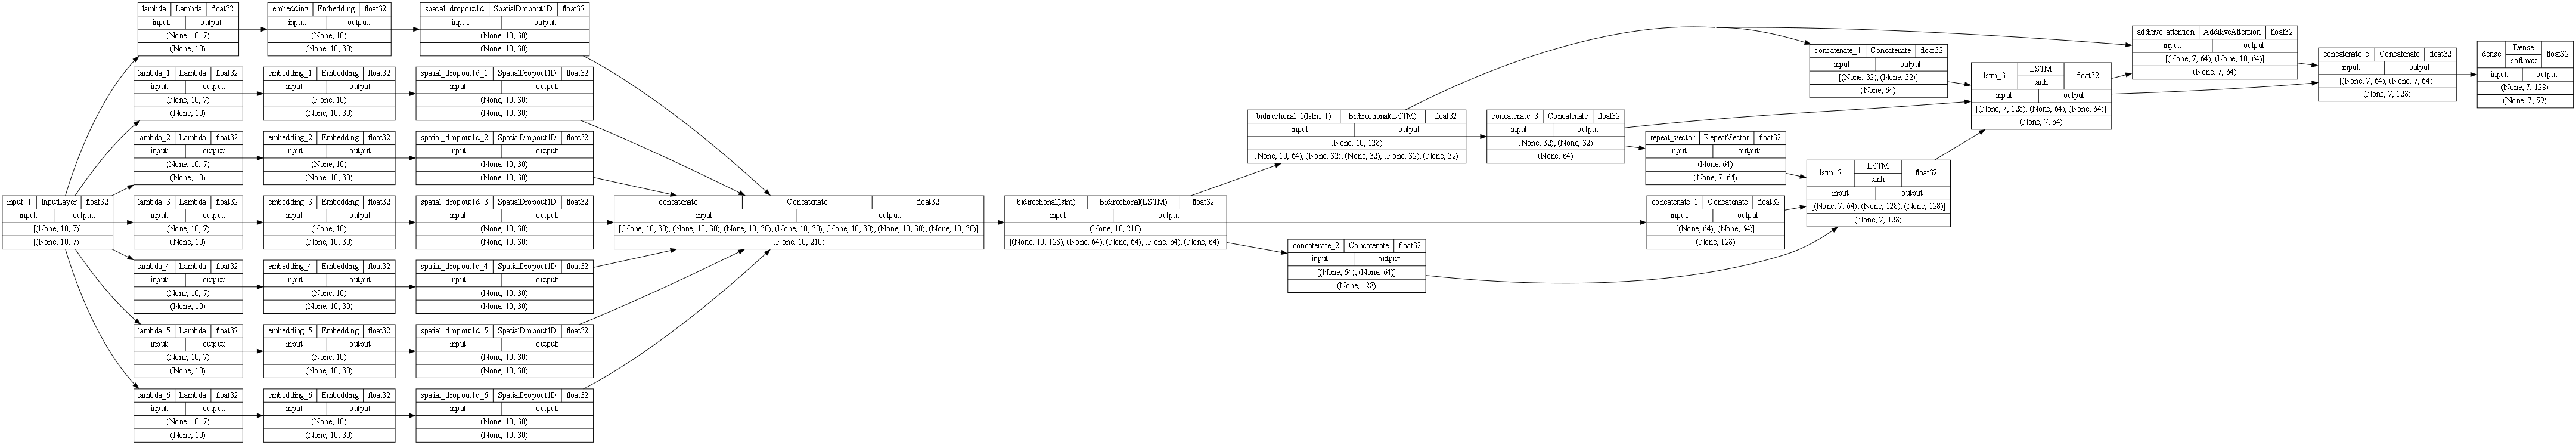 lambda Lambda float32
input: output:
(None, 10, 7)
(None, 10)
embedding Embedding float32
input: output:
(None, 10)
(None, 10, 30)
spatial_dropout1d SpatialDropout1D float32
input: output:
(None, 10, 30)
(None, 10, 30)
lambda_1 Lambda float32
input: output:
(None, 10, 7)
(None, 10)
embedding_1 Embedding float32
input: output:
(None, 10)
(None, 10, 30)
spatial_dropout1d_1 SpatialDropout1D float32
input: output:
(None, 10, 30)
(None, 10, 30)
lambda_2 Lambda float32
input: output:
(None, 10, 7)
(None, 10)
embedding_2 Embedding float32
input: output:
(None, 10)
(None, 10, 30)
spatial_dropout1d_2 SpatialDropout1D float32
input: output:
(None, 10, 30)
(None, 10, 30)
input_1 InputLayer float32
input: output:
[(None, 10, 7)]
[(None, 10, 7)]
lambda_3 Lambda float32
input: output:
(None, 10, 7)
(None, 10)
embedding_3 Embedding float32
input: output:
(None, 10)
(None, 10, 30)
spatial_dropout1d_3 SpatialDropout1D float32
input: output:
(None, 10, 30)
(None, 10, 30)
lambda_4 Lambda float32
input: output:
(None, 10, 7)
(None, 10)
embedding_4 Embedding float32
input: output:
(None, 10)
(None, 10, 30)
spatial_dropout1d_4 SpatialDropout1D float32
input: output:
(None, 10, 30)
(None, 10, 30)
lambda_5 Lambda float32
input: output:
(None, 10, 7)
(None, 10)
embedding_5 Embedding float32
input: output:
(None, 10)
(None, 10, 30)
spatial_dropout1d_5 SpatialDropout1D float32
input: output:
(None, 10, 30)
(None, 10, 30)
lambda_6 Lambda float32
input: output:
(None, 10, 7)
(None, 10)
embedding_6 Embedding float32
input: output:
(None, 10)
(None, 10, 30)
spatial_dropout1d_6 SpatialDropout1D float32
input: output:
(None, 10, 30)
(None, 10, 30)
concatenate Concatenate float32
input: output:
[(None, 10, 30), (None, 10, 30), (None, 10, 30), (None, 10, 30), (None, 10, 30), (None, 10, 30), (None, 10, 30)]
(None, 10, 210)
bidirectional(lstm) Bidirectional(LSTM) float32
input: output:
(None, 10, 210)
[(None, 10, 128), (None, 64), (None, 64), (None, 64), (None, 64)]
bidirectional_1(lstm_1) Bidirectional(LSTM) float32
input: output:
(None, 10, 128)
[(None, 10, 64), (None, 32), (None, 32), (None, 32), (None, 32)]
concatenate_2 Concatenate float32
input: output:
[(None, 64), (None, 64)]
(None, 128)
concatenate_3 Concatenate float32
input: output:
[(None, 32), (None, 32)]
(None, 64)
repeat_vector RepeatVector float32
input: output:
(None, 64)
(None, 7, 64)
concatenate_1 Concatenate float32
input: output:
[(None, 64), (None, 64)]
(None, 128)
concatenate_4 Concatenate float32
input: output:
[(None, 32), (None, 32)]
(None, 64)
lstm_2 LSTM tanh float32
input: output:
[(None, 7, 64), (None, 128), (None, 128)]
(None, 7, 128)
lstm_3 LSTM tanh float32
input: output:
[(None, 7, 128), (None, 64), (None, 64)]
(None, 7, 64)
additive_attention AdditiveAttention float32
input: output:
[(None, 7, 64), (None, 10, 64)]
(None, 7, 64)
concatenate_5 Concatenate float32
input: output:
[(None, 7, 64), (None, 7, 64)]
(None, 7, 128)
dense Dense softmax float32
input: output:
(None, 7, 128)
(None, 7, 59)